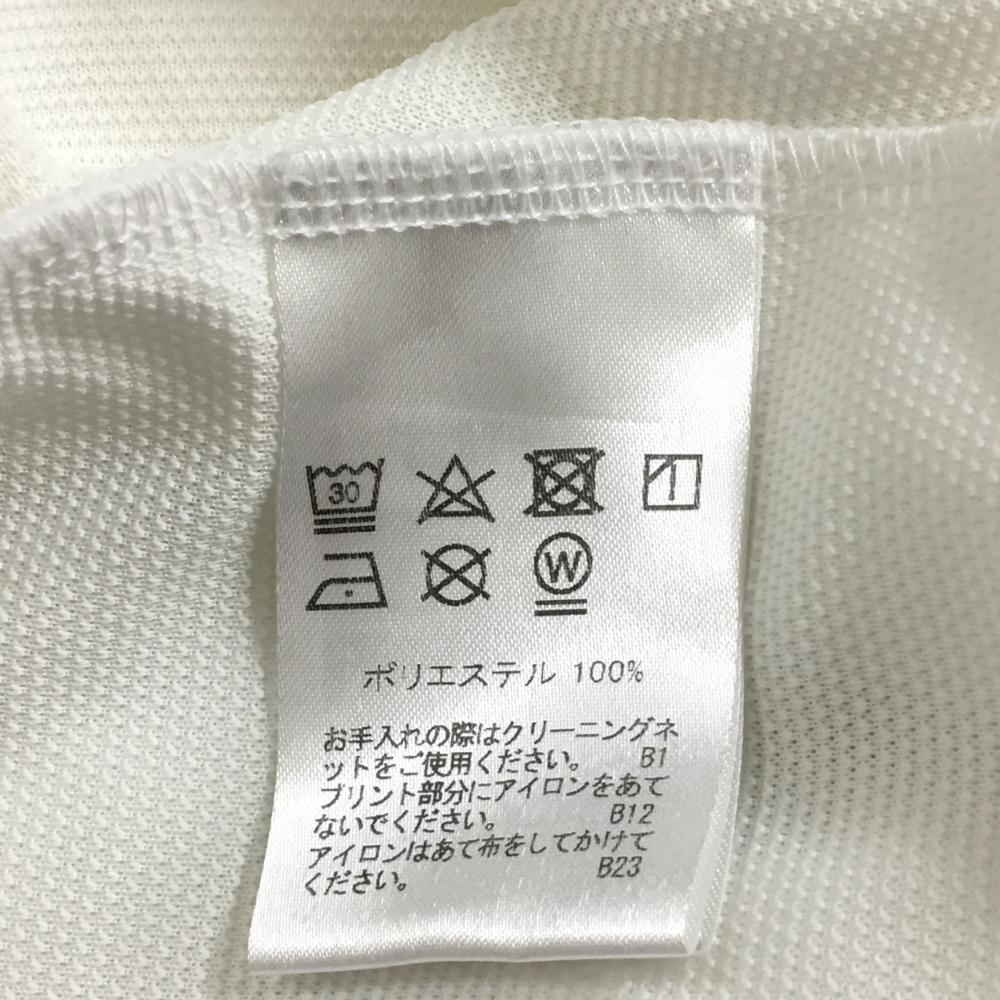 30
W
ポリエステル 100%
お手入れの際はクリーニングネ
ットをご使用ください。 B1
プリント部分にアイロンをあて
ないでください。 B12
アイロンはあて布をしてかけて
ください。 B23